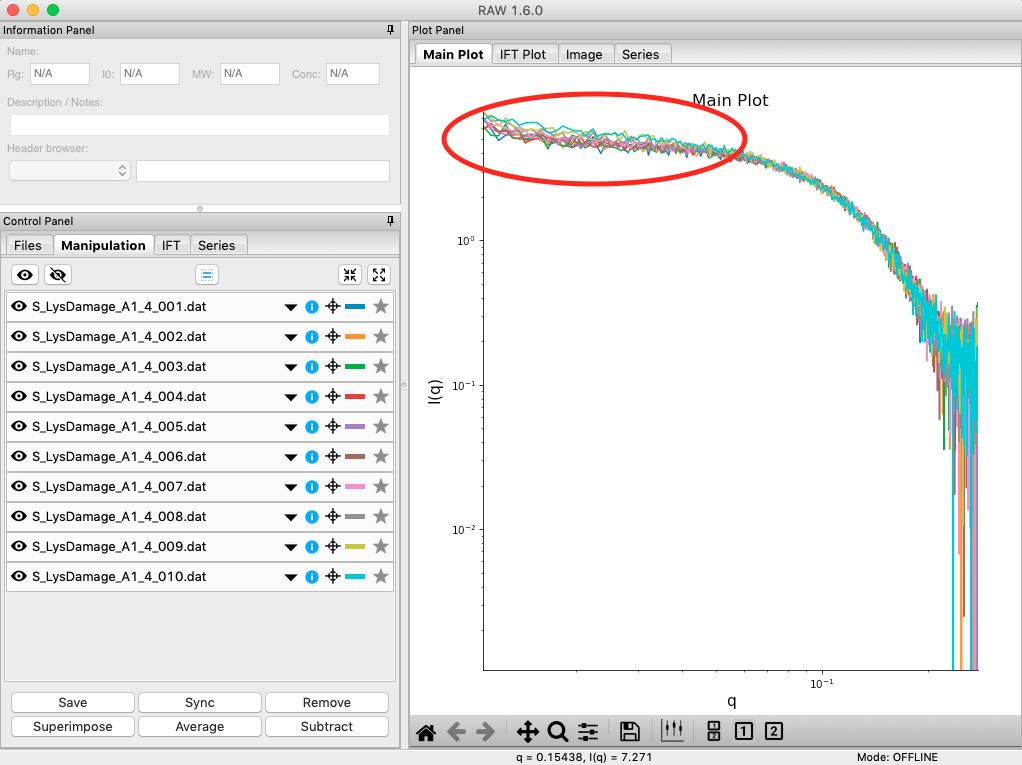 RAW 1.6.0
Information Panel
Name:
Rg: N/A I0: N/A MW: N/A Conc: N/A
Description / Notes:
Header browser:
Control Panel
Files Manipulation IFT Series
S_LysDamage_A1_4_001.dat
S_LysDamage_A1_4_002.dat
S_LysDamage_A1_4_003.dat
S_LysDamage_A1_4_004.dat
S_LysDamage_A1_4_005.dat
S_LysDamage_A1_4_006.dat
S_LysDamage_A1_4_007.dat
S_LysDamage_A1_4_008.dat
S_LysDamage_A1_4_009.dat
S_LysDamage_A1_4_010.dat
Save Sync Remove
Superimpose Average Subtract
Plot Panel
Main Plot IFT Plot Image Series
Main Plot
I(q)
10⁰
10⁻¹
10⁻²
10⁻¹
q
1 2 1 2
q = 0.15438, I(q) = 7.271
Mode: OFFLINE